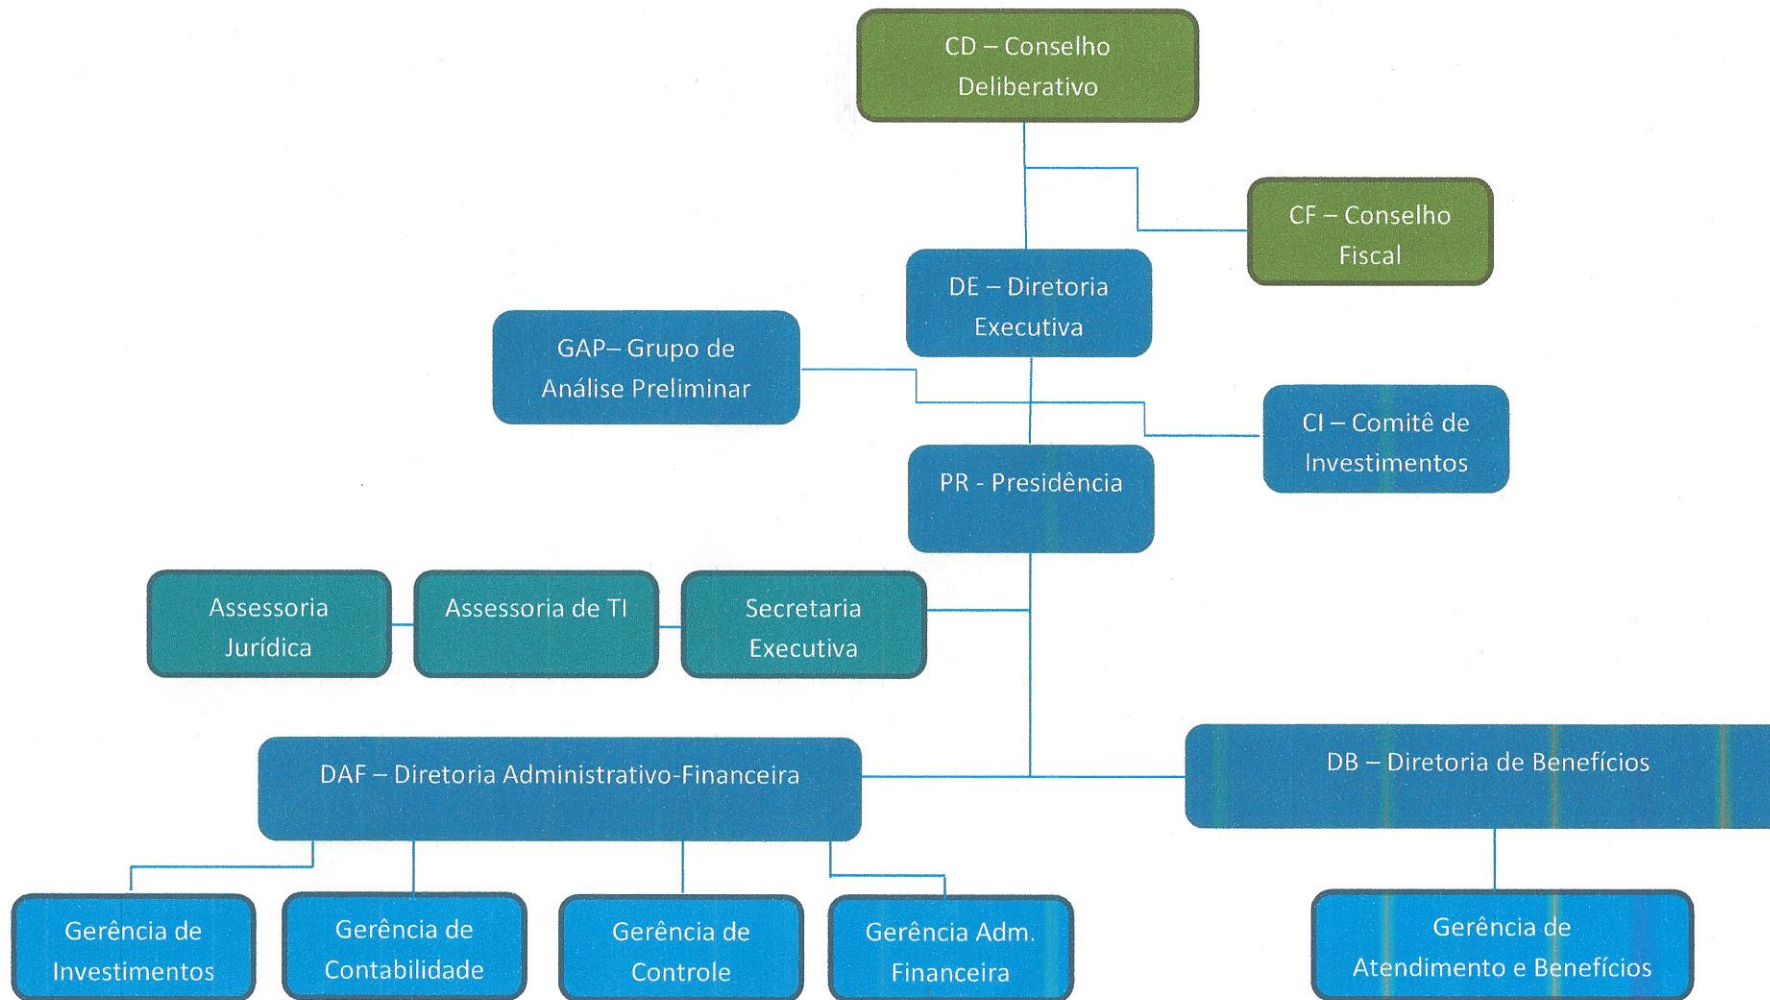 CD – Conselho
Deliberativo
CF – Conselho
Fiscal
DE – Diretoria
Executiva
GAP– Grupo de
Análise Preliminar
CI – Comitê de
Investimentos
PR - Presidência
Assessoria
Jurídica
Assessoria de TI
Secretaria
Executiva
DAF – Diretoria Administrativo-Financeira
DB – Diretoria de Benefícios
Gerência de
Investimentos
Gerência de
Contabilidade
Gerência de
Controle
Gerência Adm.
Financeira
Gerência de
Atendimento e Benefícios